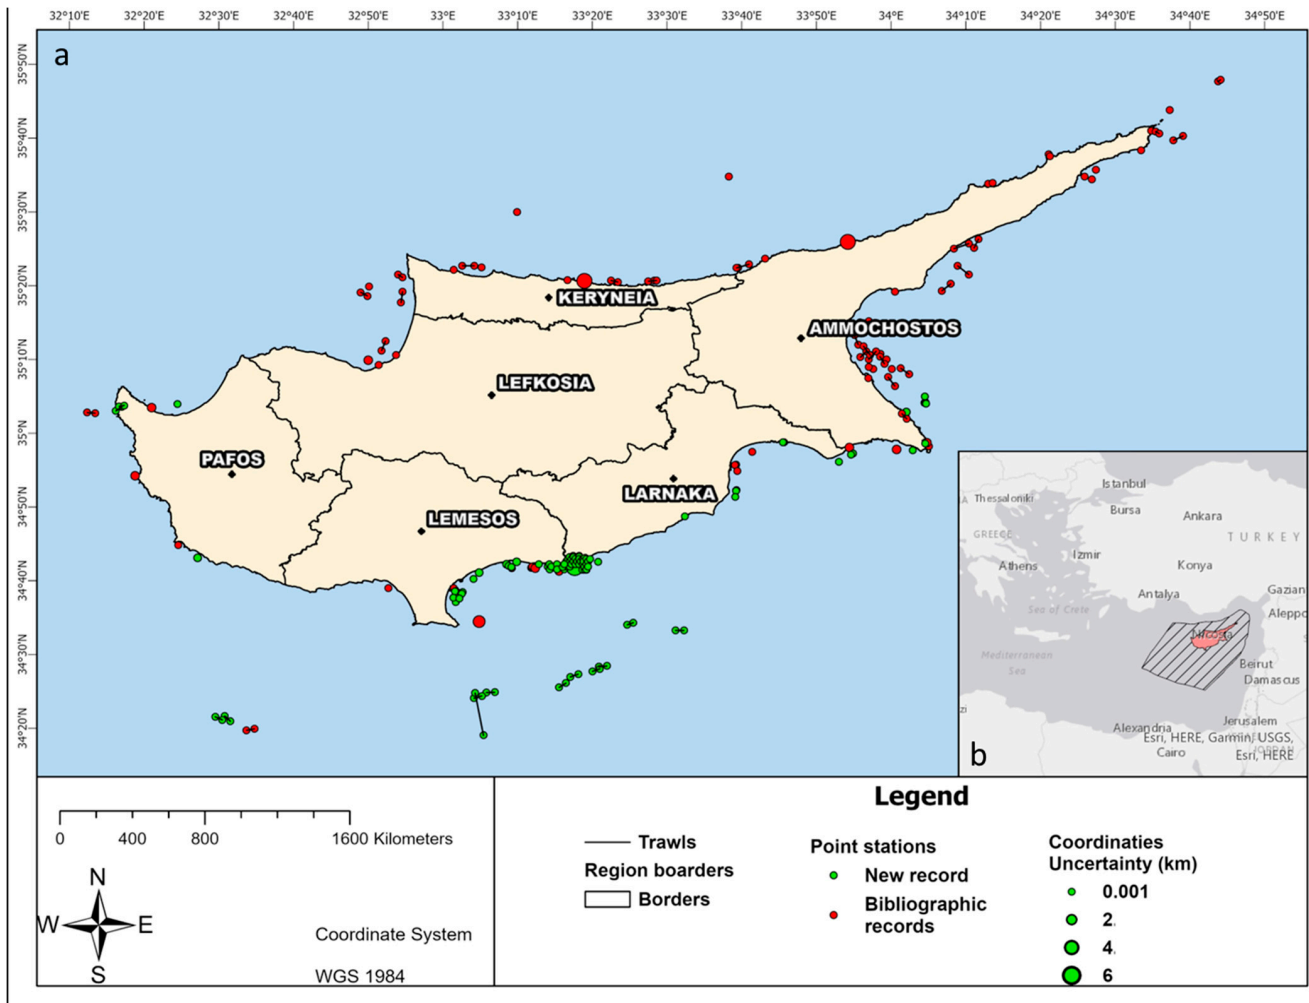 32°10'E 32°20'E 32°30'E 32°40'E 32°50'E 33°E 33°10'E 33°20'E 33°30'E 33°40'E 33°50'E 34°E 34°10'E 34°20'E 34°30'E 34°40'E 34°50'E
a
35°50'N
35°40'N
35°30'N
35°20'N
35°10'N
35°N
34°50'N
34°40'N
34°30'N
34°20'N
KERYNEIA
AMMOCHOSTOS
LEFKOSIA
PAFOS
LARNAKA
LEMESOS
Istanbul
Thessaloniki
Bursa
Ankara
GREECE
TURKEY
Izmir
Athens
Konya
Antalya
Gazian
Aleppo
Sea of Crete
Nicosia
Mediterranean
Sea
Beirut
Damascus
zi
Alexandria
Jerusalem
Esri, HERE, Garmin, USGS,
Cairo
Esri, HERE
b
0 400 800 1600 Kilometers
N
W E
S
Coordinate System
WGS 1984
Legend
Trawls
Region boarders
Borders
Point stations
New record
Bibliographic
records
Coordinaties
Uncertainty (km)
0.001
2
4
6